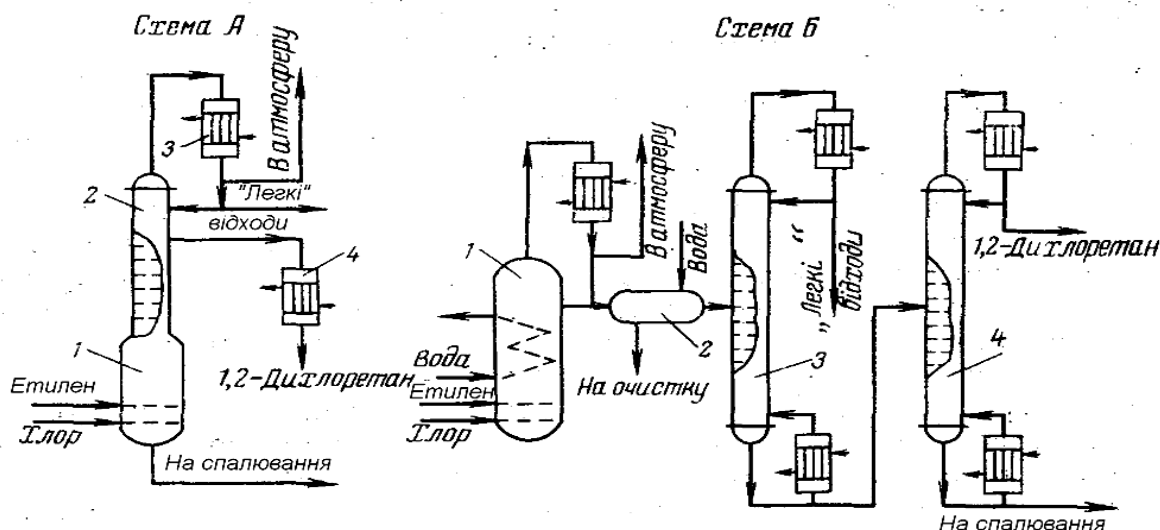 Схема А
В атмосферу
3
2
"Легкі"
відходи
4
1
1,2-Дихлоретан
Етилен
Хлор
На спалювання
Схема Б
В атмосферу
Вода
1
2
Вода
Етилен
Хлор
На очистку
„Легкі“
відходи
3
1,2-Дихлоретан
4
На спалювання